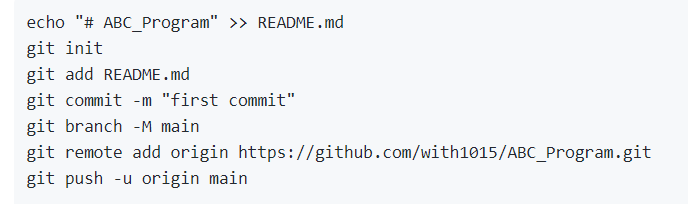 echo "# ABC_Program" >> README.md
git init
git add README.md
git commit -m "first commit"
git branch -M main
git remote add origin https://github.com/with1015/ABC_Program.git
git push -u origin main